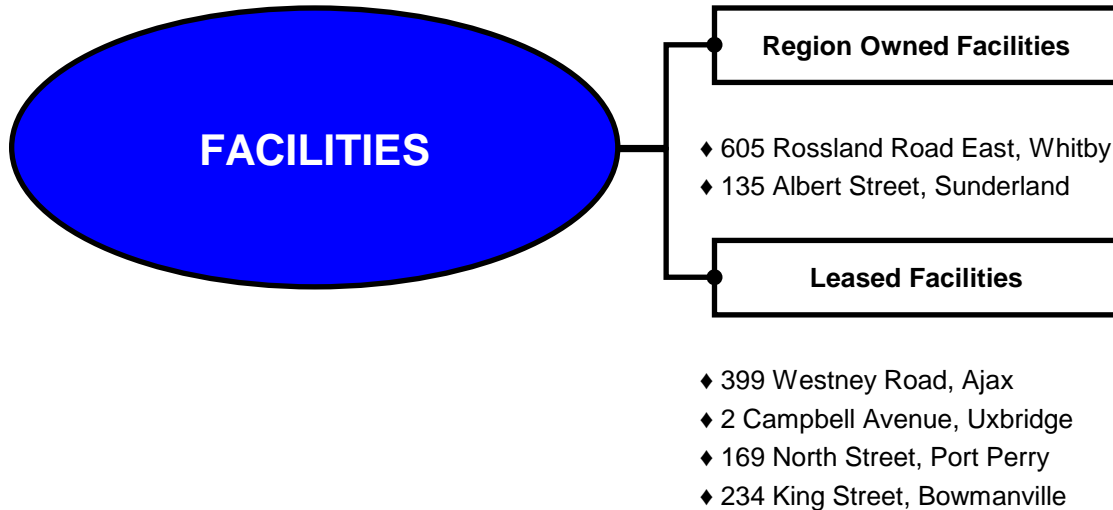 FACILITIES
Region Owned Facilities
♦ 605 Rossland Road East, Whitby
♦ 135 Albert Street, Sunderland
Leased Facilities
♦ 399 Westney Road, Ajax
♦ 2 Campbell Avenue, Uxbridge
♦ 169 North Street, Port Perry
♦ 234 King Street, Bowmanville